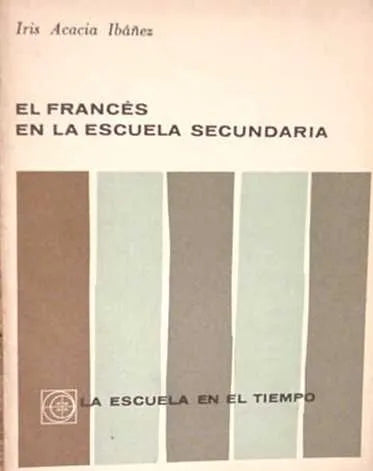 Iris Acacia Ibáñez
EL FRANCÉS
EN LA ESCUELA SECUNDARIA
LA ESCUELA EN EL TIEMPO